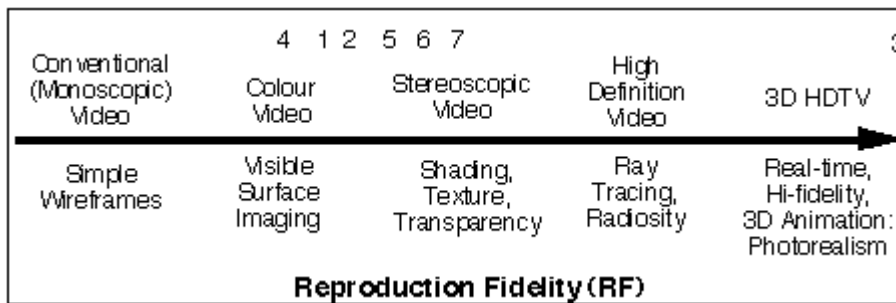 4 1 2 5 6 7 3
Conventional
(Monoscopic)
Video
Colour
Video
Stereoscopic
Video
High
Definition
Video
3D HDTV
Simple
Wireframes
Visible
Surface
Imaging
Shading,
Texture,
Transparency
Ray
Tracing,
Radiosity
Real-time,
Hi-fidelity,
3D Animation:
Photorealism
Reproduction Fidelity (RF)